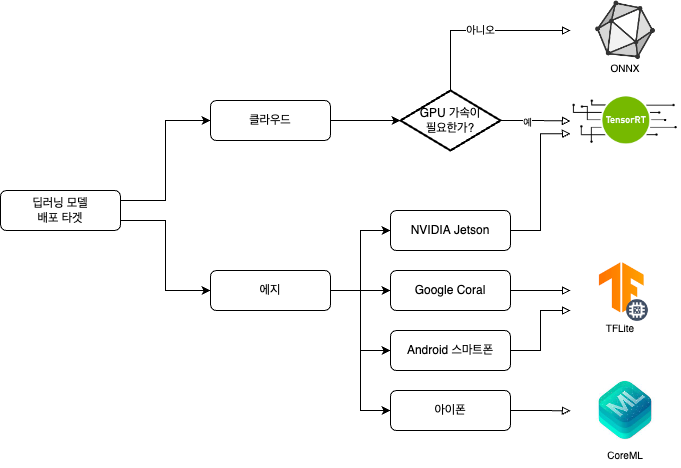 아니오
ONNX
클라우드
GPU 가속이
필요한가?
예
TensorRT
딥러닝 모델
배포 타겟
NVIDIA Jetson
에지
Google Coral
TFLite
Android 스마트폰
아이폰
ML
CoreML